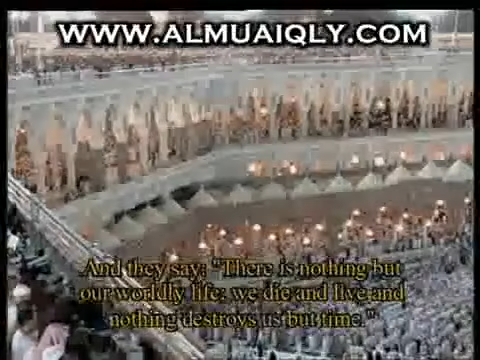 WWW.ALMUAIQLY.COM
And they say; "There is nothing but
our worldly life; we die and live and
nothing destroys us but time."